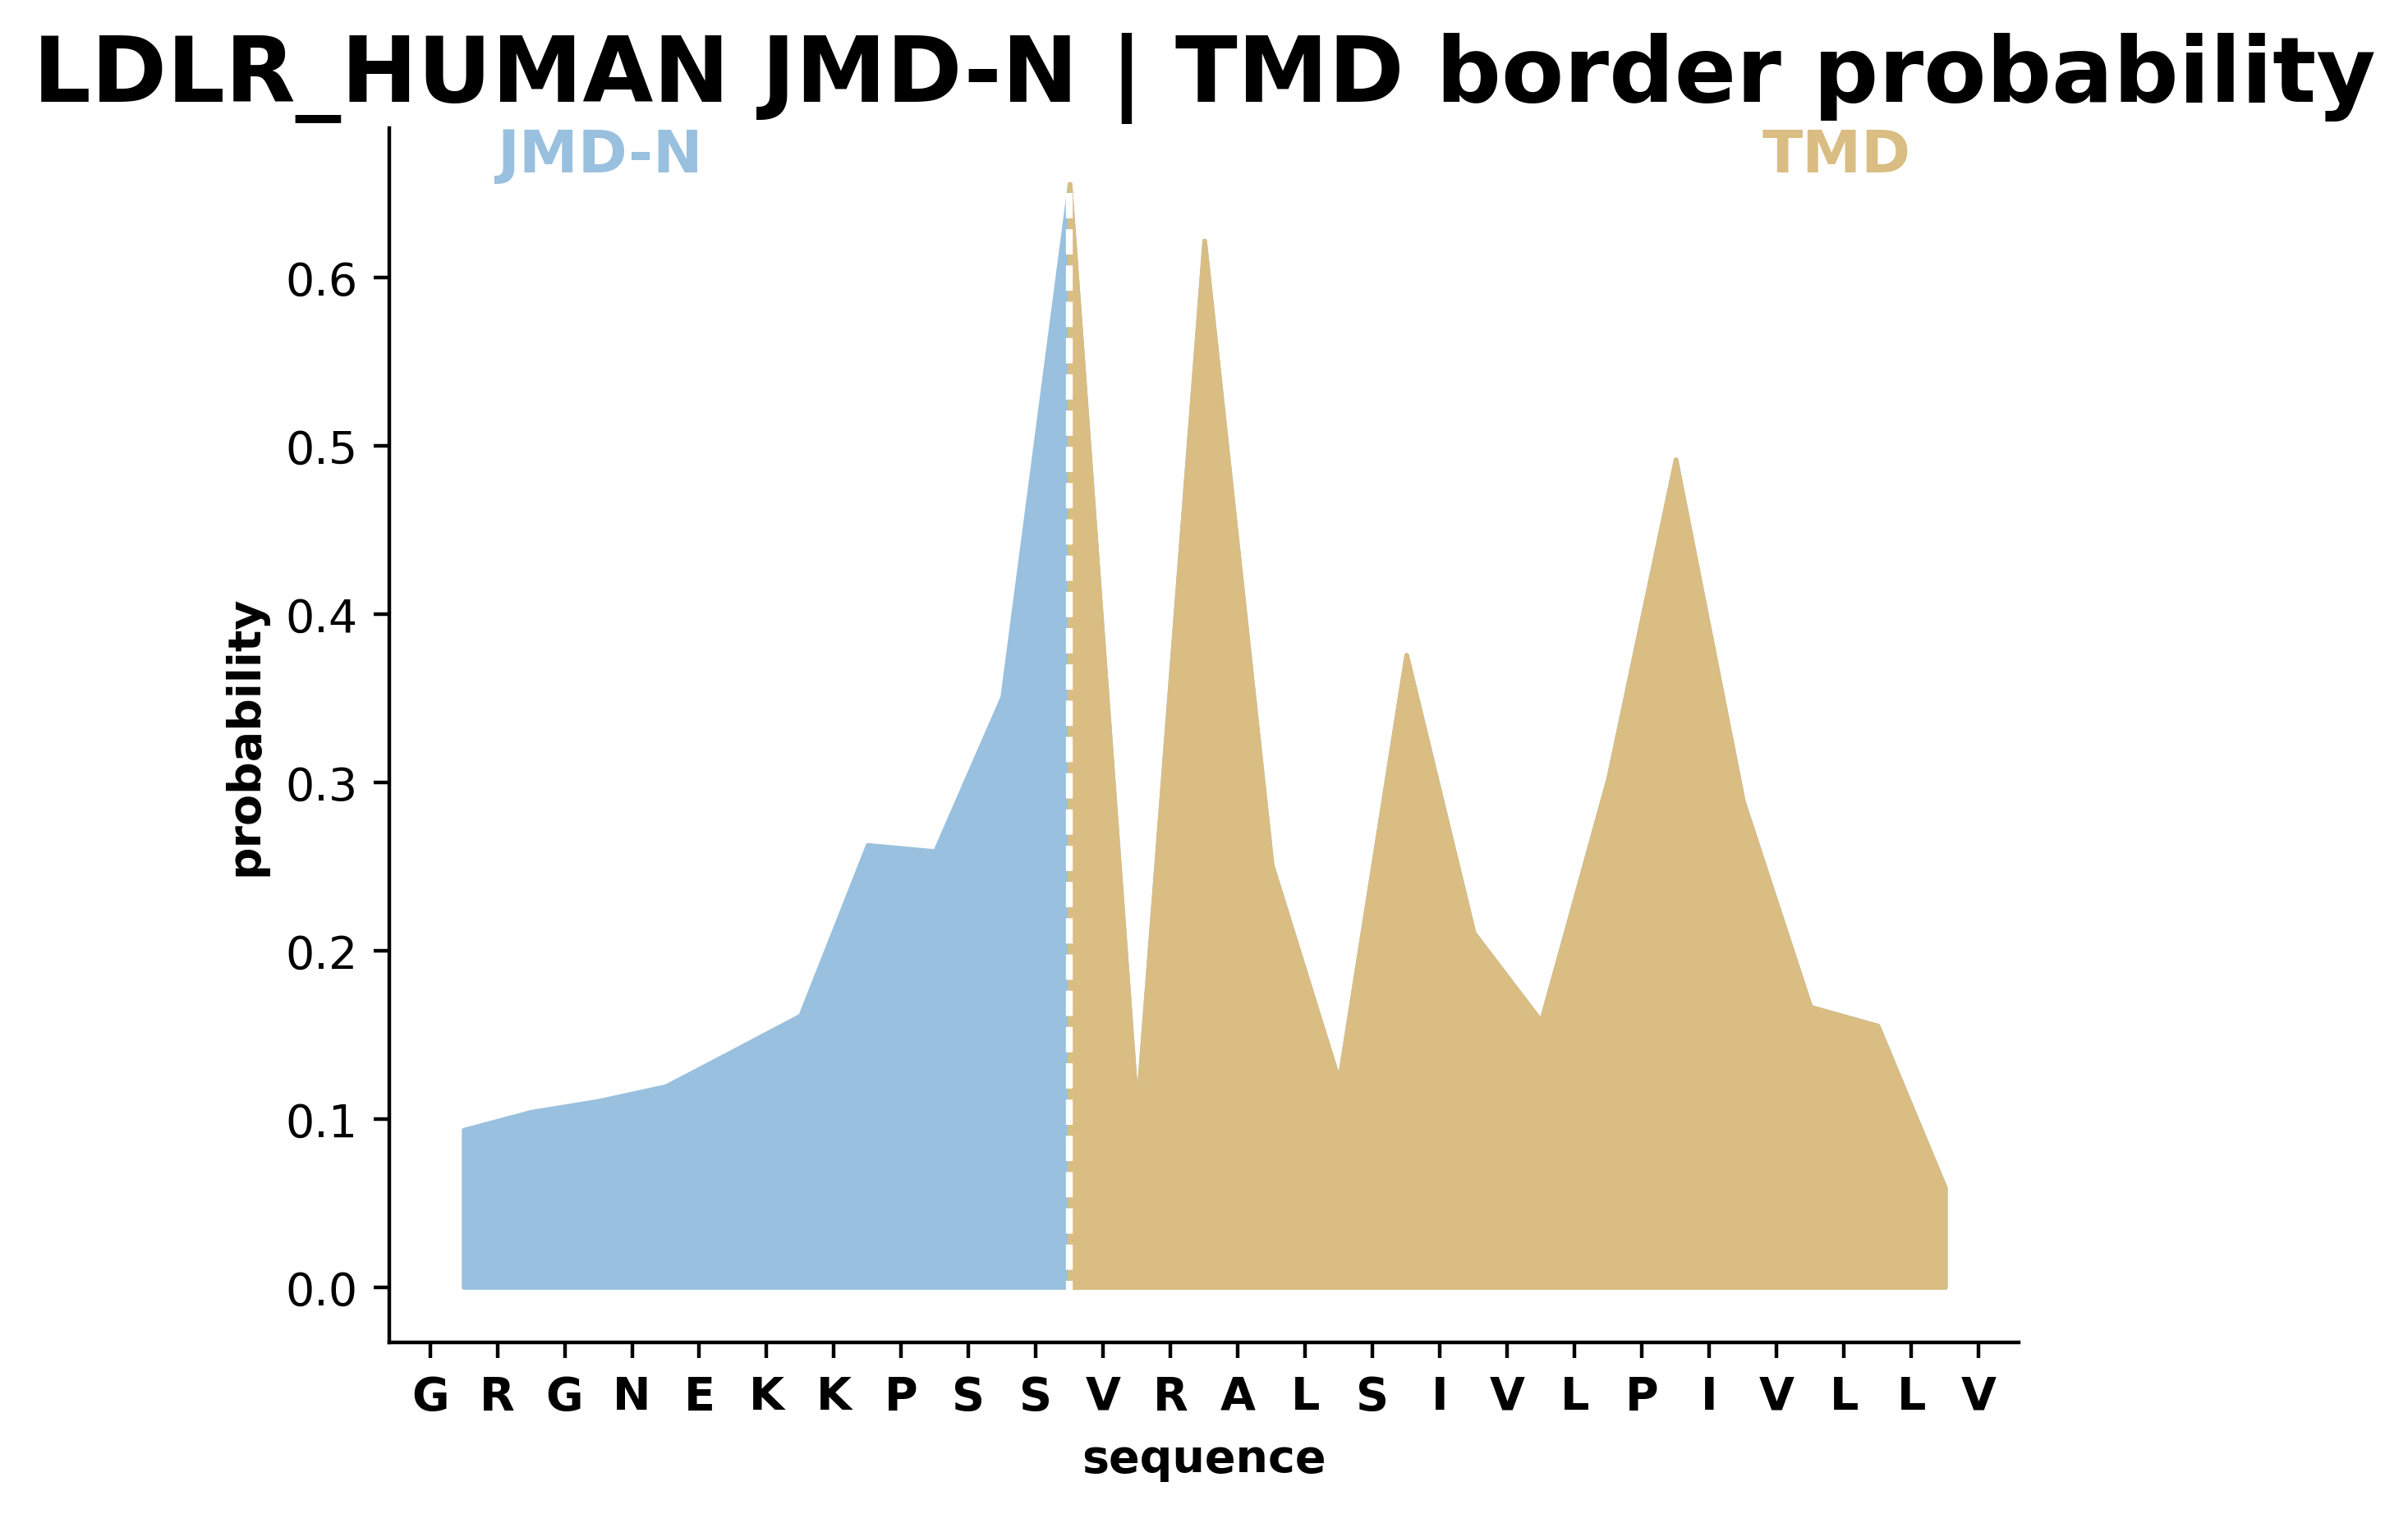 LDLR_HUMAN JMD-N | TMD border probability
JMD-N TMD
0.6
0.5
0.4
0.3
0.2
0.1
0.0
probability
G R G N E K K P S S V R A L S I V L P I V L L V
sequence